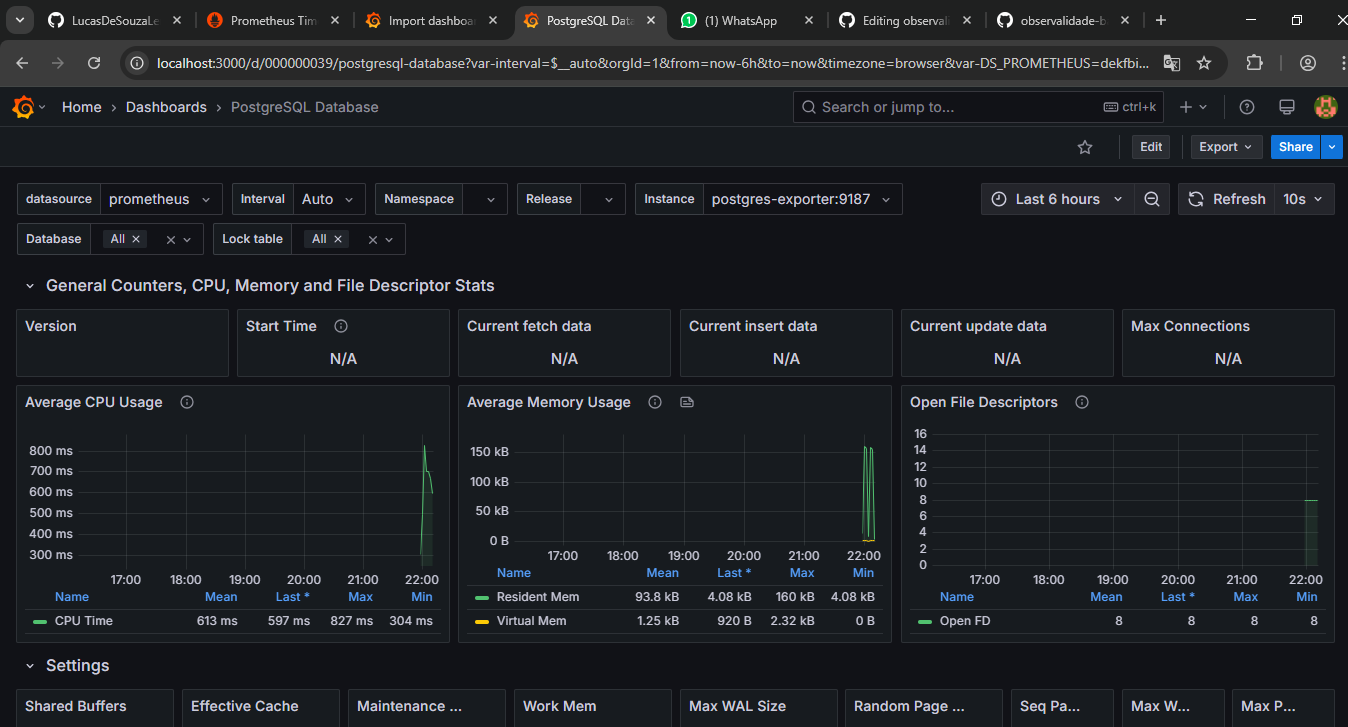 LucasDeSouzaLe
Prometheus Tim
Import dashboa
PostgreSQL Data
(1) WhatsApp
Editing observali
observalidade-b
localhost:3000/d/000000039/postgresql-database?var-interval=$__auto&orgId=1&from=now-6h&to=now&timezone=browser&var-DS_PROMETHEUS=dekfbi...
Home › Dashboards › PostgreSQL Database
Search or jump to...
ctrl+k
Edit
Export
Share
datasource prometheus
Interval Auto
Namespace
Release
Instance postgres-exporter:9187
Last 6 hours
Refresh 10s
Database All
Lock table All
General Counters, CPU, Memory and File Descriptor Stats
Version
Start Time
N/A
Current fetch data
N/A
Current insert data
N/A
Current update data
N/A
Max Connections
N/A
Average CPU Usage
800 ms
700 ms
600 ms
500 ms
400 ms
300 ms
17:00 18:00 19:00 20:00 21:00 22:00
Name Mean Last * Max Min
CPU Time 613 ms 597 ms 827 ms 304 ms
Average Memory Usage
150 kB
100 kB
50 kB
0 B
17:00 18:00 19:00 20:00 21:00 22:00
Name Mean Last * Max Min
Resident Mem 93.8 kB 4.08 kB 160 kB 4.08 kB
Virtual Mem 1.25 kB 920 B 2.32 kB 0 B
Open File Descriptors
16
14
12
10
8
6
4
2
0
17:00 18:00 19:00 20:00 21:00 22:00
Name Mean Last * Max Min
Open FD 8 8 8 8
Settings
Shared Buffers
Effective Cache
Maintenance ...
Work Mem
Max WAL Size
Random Page ...
Seq Pa...
Max W...
Max P...